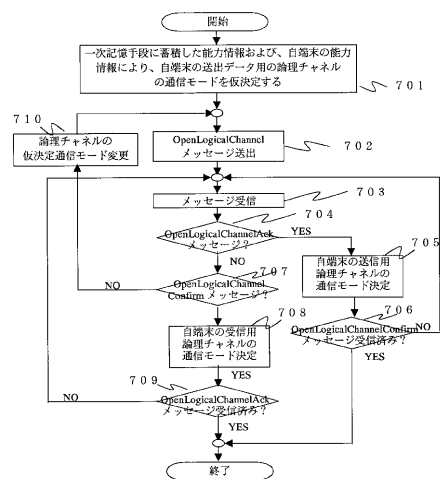 開始
一次記憶手段に蓄積した能力情報および、自端末の能力
情報により、自端末の送出データ用の論理チャネル
の通信モードを仮決定する
701
710
論理チャネルの
仮決定通信モード変更
OpenLogicalChannel
メッセージ送出
702
メッセージ受信
703
704
OpenLogicalChannelAck
メッセージ?
YES
NO
705
自端末の送信用
論理チャネルの
通信モード決定
707
OpenLogicalChannel
Confirm メッセージ?
NO
706
OpenLogicalChannelConfirm
メッセージ受信済み?
NO
YES
708
自端末の受信用
論理チャネルの
通信モード決定
YES
709
OpenLogicalChannelAck
メッセージ受信済み?
NO
YES
終了